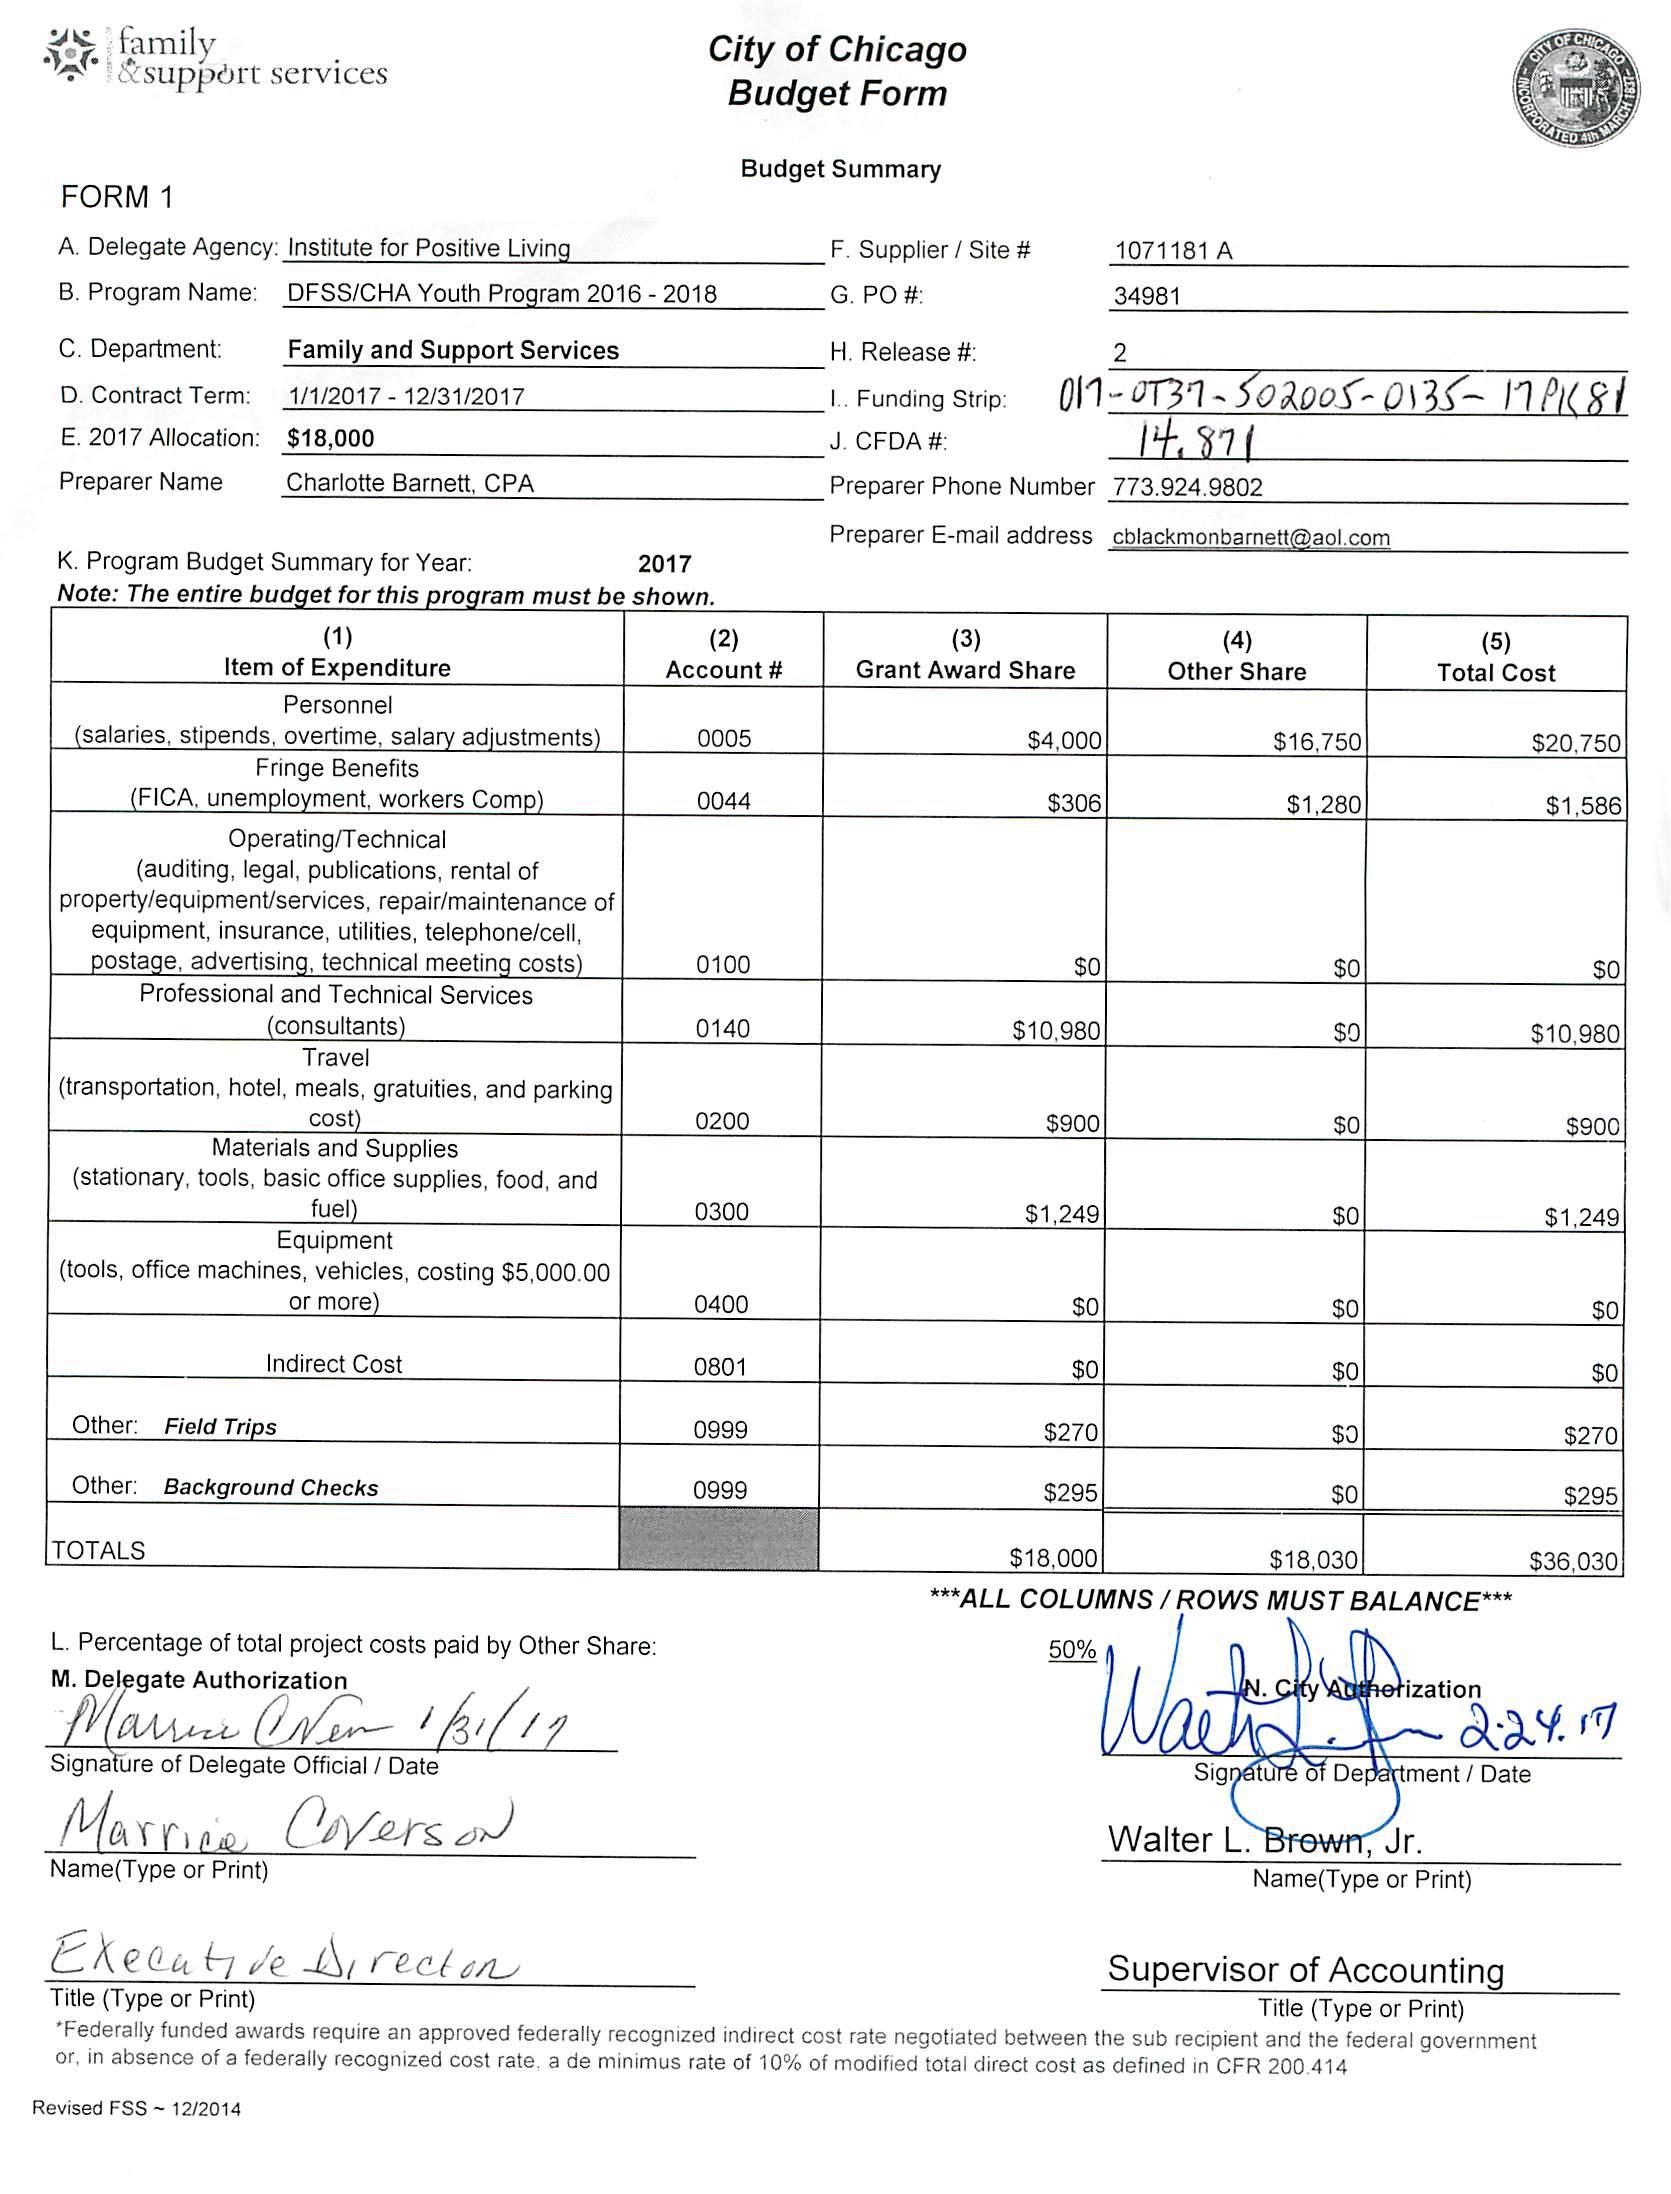 family
&support services
City of Chicago
Budget Form
CITY OF CHICAGO
INCORPORATED 4th MARCH 1837
Budget Summary
FORM 1
A. Delegate Agency: Institute for Positive Living F. Supplier / Site # 1071181 A
B. Program Name: DFSS/CHA Youth Program 2016 - 2018 G. PO #: 34981
C. Department: Family and Support Services H. Release #: 2
D. Contract Term: 1/1/2017 - 12/31/2017 I.. Funding Strip: 017-0T37-502005-0135-17PK81
E. 2017 Allocation: $18,000 J. CFDA #: 14.871
Preparer Name Charlotte Barnett, CPA Preparer Phone Number 773.924.9802
Preparer E-mail address cblackmonbarnett@aol.com
K. Program Budget Summary for Year: 2017
Note: The entire budget for this program must be shown.
(1) (2) (3) (4) (5)
Item of Expenditure Account # Grant Award Share Other Share Total Cost
Personnel
(salaries, stipends, overtime, salary adjustments) 0005 $4,000 $16,750 $20,750
Fringe Benefits
(FICA, unemployment, workers Comp) 0044 $306 $1,280 $1,586
Operating/Technical
(auditing, legal, publications, rental of
property/equipment/services, repair/maintenance of
equipment, insurance, utilities, telephone/cell,
postage, advertising, technical meeting costs) 0100 $0 $0 $0
Professional and Technical Services
(consultants) 0140 $10,980 $0 $10,980
Travel
(transportation, hotel, meals, gratuities, and parking
cost) 0200 $900 $0 $900
Materials and Supplies
(stationary, tools, basic office supplies, food, and
fuel) 0300 $1,249 $0 $1,249
Equipment
(tools, office machines, vehicles, costing $5,000.00
or more) 0400 $0 $0 $0
Indirect Cost 0801 $0 $0 $0
Other: Field Trips 0999 $270 $0 $270
Other: Background Checks 0999 $295 $0 $295
TOTALS $18,000 $18,030 $36,030
***ALL COLUMNS / ROWS MUST BALANCE***
L. Percentage of total project costs paid by Other Share: 50%
M. Delegate Authorization N. City Authorization
1/31/17 2.24.17
Signature of Delegate Official / Date Signature of Department / Date
Marrice Coverson Walter L. Brown, Jr.
Name(Type or Print) Name(Type or Print)
Executive Director Supervisor of Accounting
Title (Type or Print) Title (Type or Print)
*Federally funded awards require an approved federally recognized indirect cost rate negotiated between the sub recipient and the federal government
or, in absence of a federally recognized cost rate, a de minimus rate of 10% of modified total direct cost as defined in CFR 200.414
Revised FSS ~ 12/2014